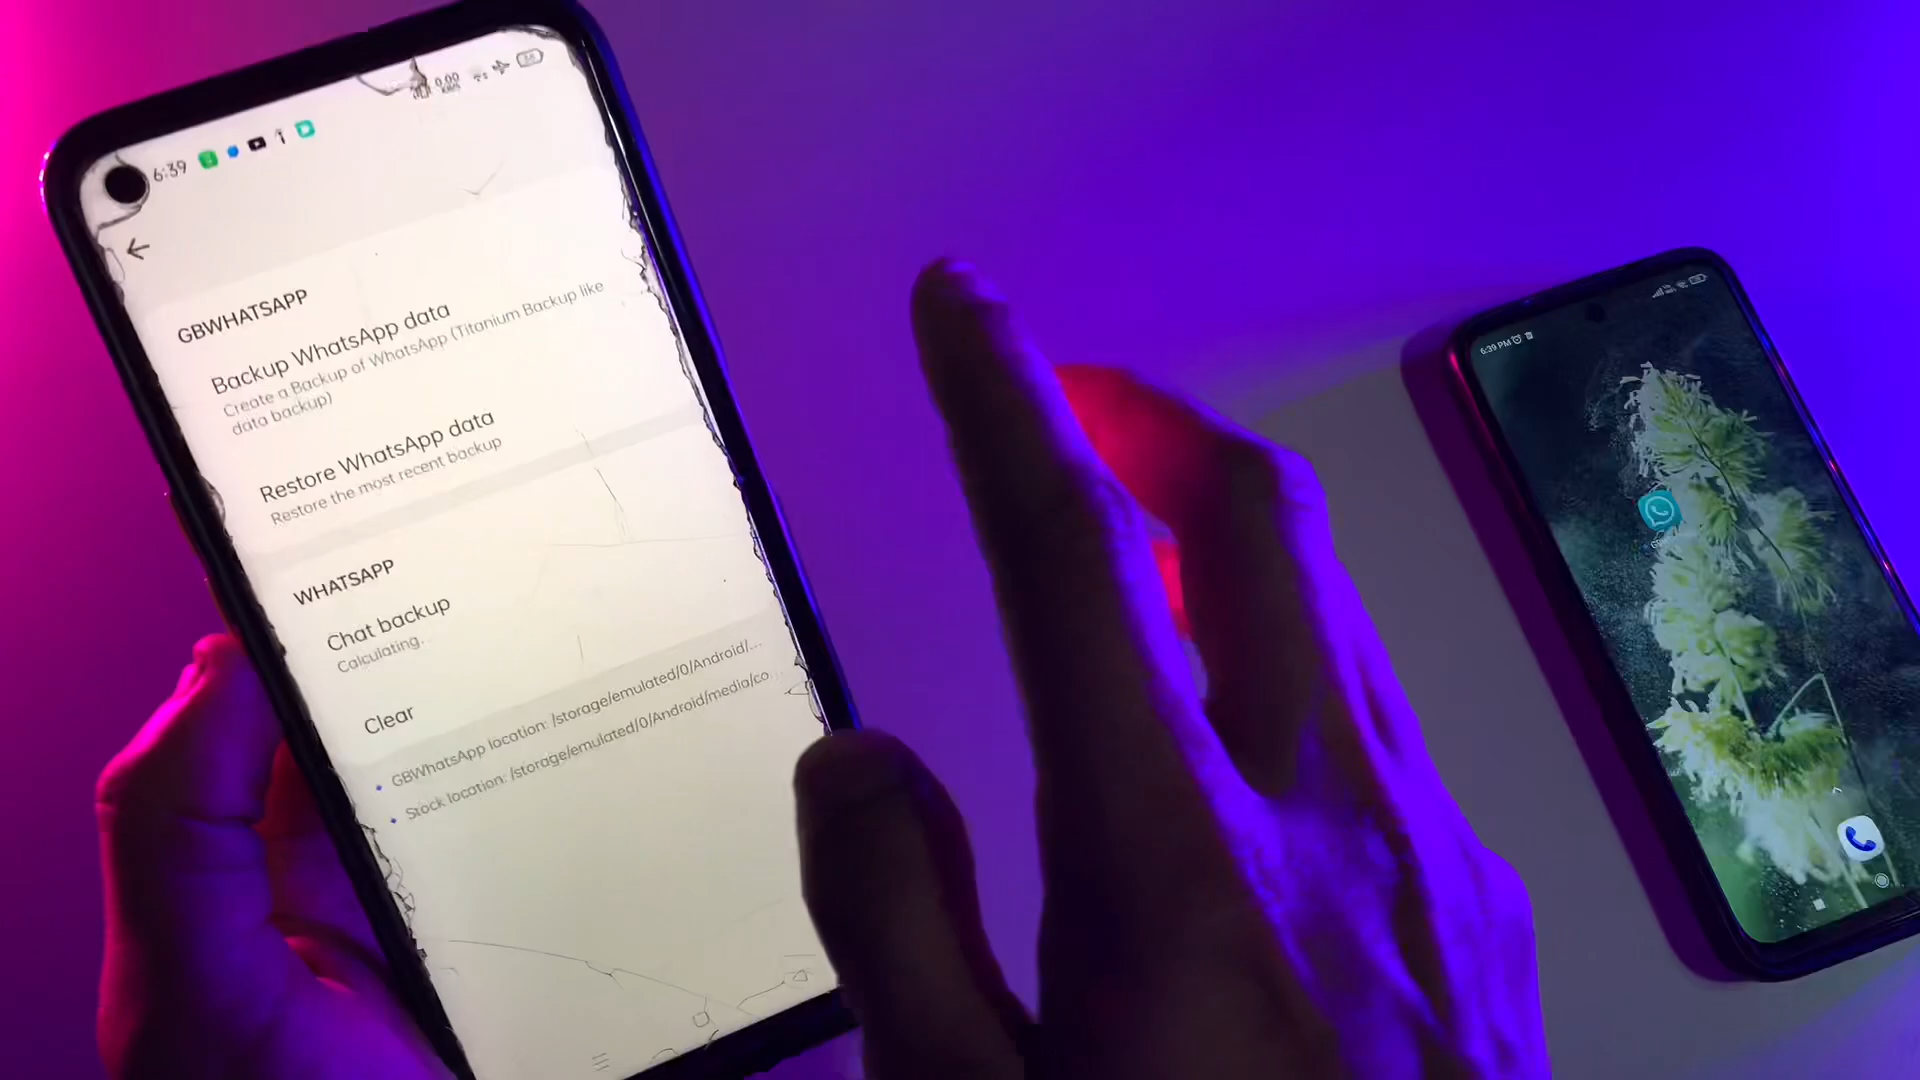 6:39
0.00
GBWHATSAPP
Backup WhatsApp data
Create a Backup of WhatsApp (Titanium Backup like
data backup)
Restore WhatsApp data
Restore the most recent backup
WHATSAPP
Chat backup
Calculating..
Clear
GBWhatsApp location: /storage/emulated/0/Android/...
Stock location: /storage/emulated/0/Android/media/co...
6:39 PM